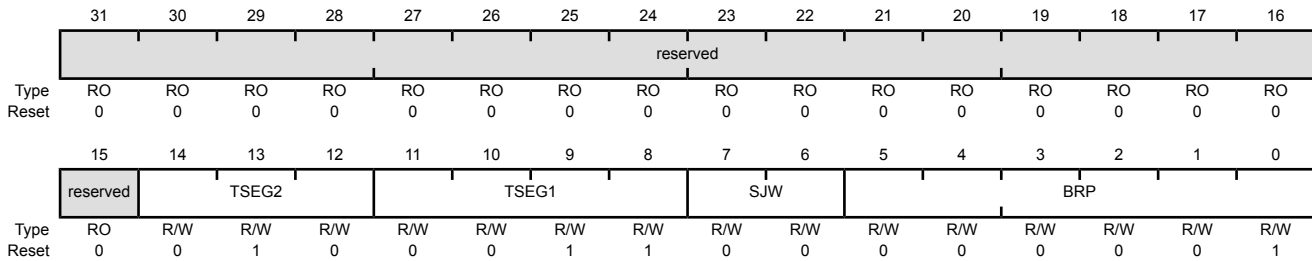 31 30 29 28 27 26 25 24 23 22 21 20 19 18 17 16
reserved
Type RO RO RO RO RO RO RO RO RO RO RO RO RO RO RO RO
Reset 0 0 0 0 0 0 0 0 0 0 0 0 0 0 0 0
15 14 13 12 11 10 9 8 7 6 5 4 3 2 1 0
reserved TSEG2 TSEG1 SJW BRP
Type RO R/W R/W R/W R/W R/W R/W R/W R/W R/W R/W R/W R/W R/W R/W R/W
Reset 0 0 1 0 0 0 1 1 0 0 0 0 0 0 0 1